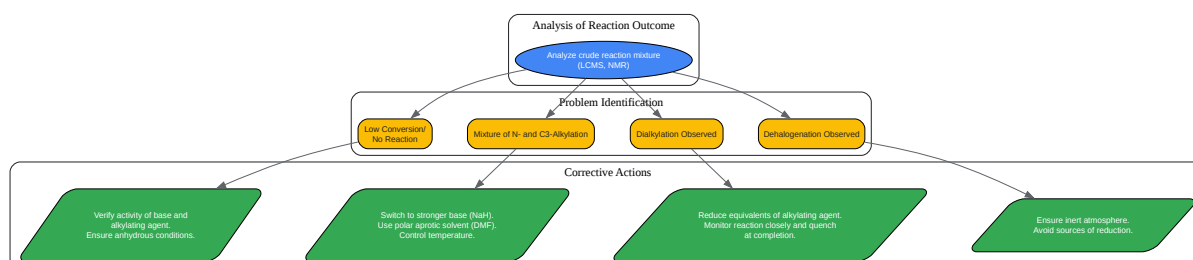 Analysis of Reaction Outcome
Analyze crude reaction mixture
(LCMS, NMR)
Problem Identification
Low Conversion/
No Reaction
Mixture of N- and C3-Alkylation
Dialkylation Observed
Dehalogenation Observed
Corrective Actions
Verify activity of base and
alkylating agent.
Ensure anhydrous conditions.
Switch to stronger base (NaH).
Use polar aprotic solvent (DMF).
Control temperature.
Reduce equivalents of alkylating agent.
Monitor reaction closely and quench
at completion.
Ensure inert atmosphere.
Avoid sources of reduction.